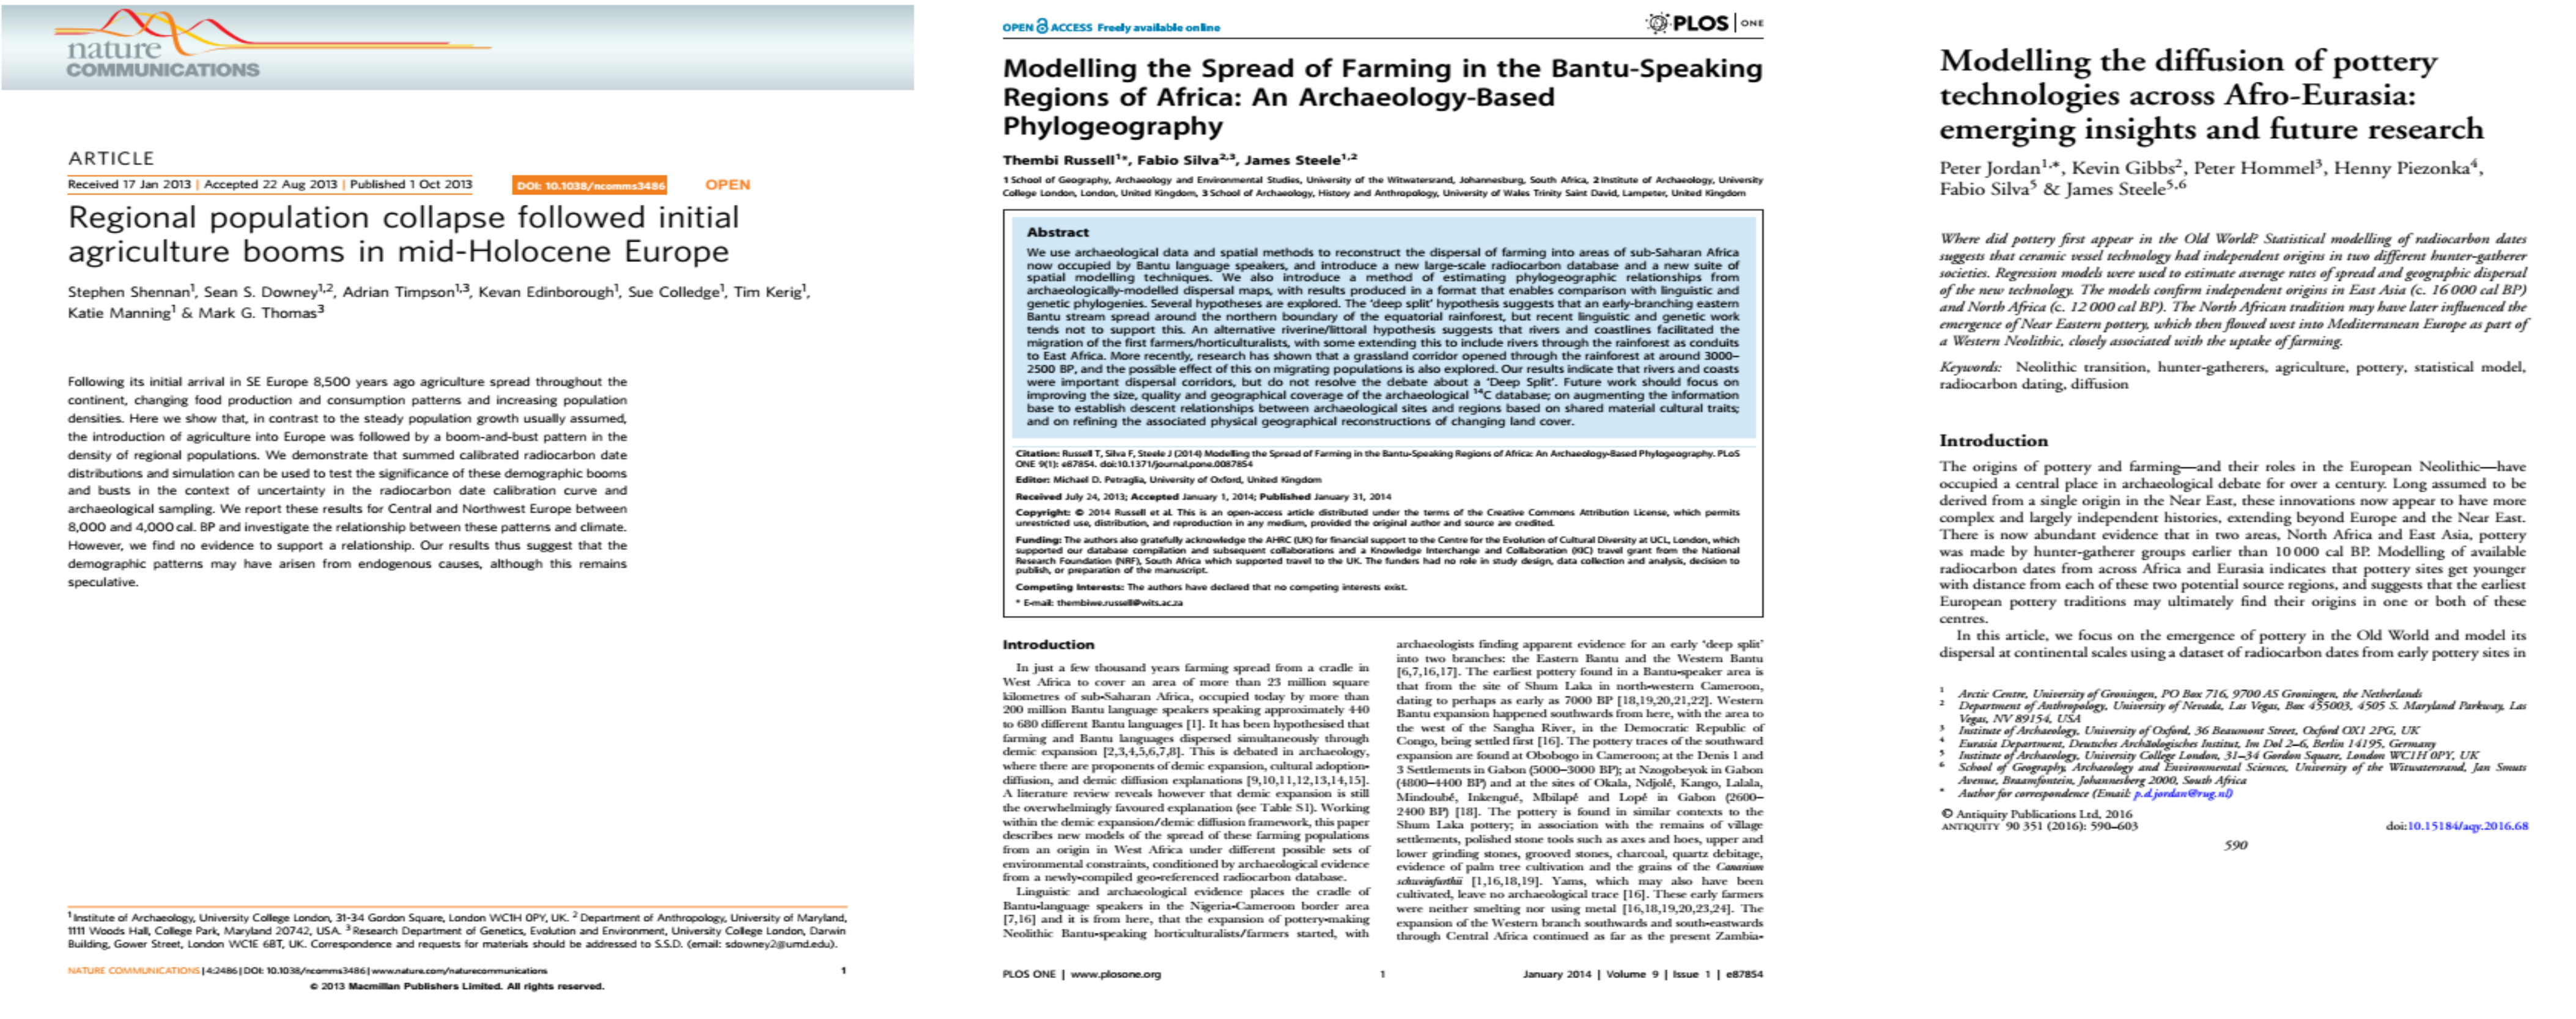 nature
COMMUNICATIONS
ARTICLE
Received 17 Jan 2013 | Accepted 22 Aug 2013 | Published 1 Oct 2013
DOI: 10.1038/ncomms3486
OPEN
Regional population collapse followed initial
agriculture booms in mid-Holocene Europe
Stephen Shennan1, Sean S. Downey1,2, Adrian Timpson1,3, Kevan Edinborough1, Sue Colledge1, Tim Kerig1,
Katie Manning1 & Mark G. Thomas3
Following its initial arrival in SE Europe 8,500 years ago agriculture spread throughout the
continent, changing food production and consumption patterns and increasing population
densities. Here we show that, in contrast to the steady population growth usually assumed,
the introduction of agriculture into Europe was followed by a boom-and-bust pattern in the
density of regional populations. We demonstrate that summed calibrated radiocarbon date
distributions and simulation can be used to test the significance of these demographic booms
and busts in the context of uncertainty in the radiocarbon date calibration curve and
archaeological sampling. We report these results for Central and Northwest Europe between
8,000 and 4,000 cal. BP and investigate the relationship between these patterns and climate.
However, we find no evidence to support a relationship. Our results thus suggest that the
demographic patterns may have arisen from endogenous causes, although this remains
speculative.
1 Institute of Archaeology, University College London, 31-34 Gordon Square, London WC1H 0PY, UK. 2 Department of Anthropology, University of Maryland,
1111 Woods Hall, College Park, Maryland 20742, USA. 3 Research Department of Genetics, Evolution and Environment, University College London, Darwin
Building, Gower Street, London WC1E 6BT, UK. Correspondence and requests for materials should be addressed to S.S.D. (email: sdowney2@umd.edu).
NATURE COMMUNICATIONS | 4:2486 | DOI: 10.1038/ncomms3486 | www.nature.com/naturecommunications
1
© 2013 Macmillan Publishers Limited. All rights reserved.
OPEN ACCESS Freely available online
PLOS ONE
Modelling the Spread of Farming in the Bantu-Speaking
Regions of Africa: An Archaeology-Based
Phylogeography
Thembi Russell1*, Fabio Silva2,3, James Steele1,2
1 School of Geography, Archaeology and Environmental Studies, University of the Witwatersrand, Johannesburg, South Africa, 2 Institute of Archaeology, University
College London, London, United Kingdom, 3 School of Archaeology, History and Anthropology, University of Wales Trinity Saint David, Lampeter, United Kingdom
Abstract
We use archaeological data and spatial methods to reconstruct the dispersal of farming into areas of sub-Saharan Africa
now occupied by Bantu language speakers, and introduce a new large-scale radiocarbon database and a new suite of
spatial modelling techniques. We also introduce a method of estimating phylogeographic relationships from
archaeologically-modelled dispersal maps, with results produced in a format that enables comparison with linguistic and
genetic phylogenies. Several hypotheses are explored. The 'deep split' hypothesis suggests that an early-branching eastern
Bantu stream spread around the northern boundary of the equatorial rainforest, but recent linguistic and genetic work
tends not to support this. An alternative riverine/littoral hypothesis suggests that rivers and coastlines facilitated the
migration of the first farmers/horticulturalists, with some extending this to include rivers through the rainforest as conduits
to East Africa. More recently, research has shown that a grassland corridor opened through the rainforest at around 3000–
2500 BP, and the possible effect of this on migrating populations is also explored. Our results indicate that rivers and coasts
were important dispersal corridors, but do not resolve the debate about a 'Deep Split'. Future work should focus on
improving the size, quality and geographical coverage of the archaeological 14C database; on augmenting the information
base to establish descent relationships between archaeological sites and regions based on shared material cultural traits;
and on refining the associated physical geographical reconstructions of changing land cover.
Citation: Russell T, Silva F, Steele J (2014) Modelling the Spread of Farming in the Bantu-Speaking Regions of Africa: An Archaeology-Based Phylogeography. PLoS
ONE 9(1): e87854. doi:10.1371/journal.pone.0087854
Editor: Michael D. Petraglia, University of Oxford, United Kingdom
Received July 24, 2013; Accepted January 1, 2014; Published January 31, 2014
Copyright: © 2014 Russell et al. This is an open-access article distributed under the terms of the Creative Commons Attribution License, which permits
unrestricted use, distribution, and reproduction in any medium, provided the original author and source are credited.
Funding: The authors also gratefully acknowledge the AHRC (UK) for financial support to the Centre for the Evolution of Cultural Diversity at UCL, London, which
supported our database compilation and subsequent collaborations and a Knowledge Interchange and Collaboration (KIC) travel grant from the National
Research Foundation (NRF), South Africa which supported travel to the UK. The funders had no role in study design, data collection and analysis, decision to
publish, or preparation of the manuscript.
Competing Interests: The authors have declared that no competing interests exist.
* E-mail: thembiwe.russell@wits.ac.za
Introduction
In just a few thousand years farming spread from a cradle in
West Africa to cover an area of more than 23 million square
kilometres of sub-Saharan Africa, occupied today by more than
200 million Bantu language speakers speaking approximately 440
to 680 different Bantu languages [1]. It has been hypothesised that
farming and Bantu languages dispersed simultaneously through
demic expansion [2,3,4,5,6,7,8]. This is debated in archaeology,
where there are proponents of demic expansion, cultural adoption-
diffusion, and demic diffusion explanations [9,10,11,12,13,14,15].
A literature review reveals however that demic expansion is still
the overwhelmingly favoured explanation (see Table S1). Working
within the demic expansion/demic diffusion framework, this paper
describes new models of the spread of these farming populations
from an origin in West Africa under different possible sets of
environmental constraints, conditioned by archaeological evidence
from a newly-compiled geo-referenced radiocarbon database.
Linguistic and archaeological evidence places the cradle of
Bantu-language speakers in the Nigeria-Cameroon border area
[7,16] and it is from here, that the expansion of pottery-making
Neolithic Bantu-speaking horticulturalists/farmers started, with
archaeologists finding apparent evidence for an early 'deep split'
into two branches: the Eastern Bantu and the Western Bantu
[6,7,16,17]. The earliest pottery found in a Bantu-speaker area is
that from the site of Shum Laka in north-western Cameroon,
dating to perhaps as early as 7000 BP [18,19,20,21,22]. Western
Bantu expansion happened southwards from here, with the area to
the west of the Sangha River, in the Democratic Republic of
Congo, being settled first [16]. The pottery traces of the southward
expansion are found at Obobogo in Cameroon; at the Denis 1 and
3 Settlements in Gabon (5000–3000 BP); at Nzogobeyok in Gabon
(4800–4400 BP) and at the sites of Okala, Ndjolé, Kango, Lalala,
Mindoubé, Inkengué, Mbilapé and Lopé in Gabon (2600–
2400 BP) [18]. The pottery is found in similar contexts to the
Shum Laka pottery; in association with the remains of village
settlements, polished stone tools such as axes and hoes, upper and
lower grinding stones, grooved stones, charcoal, quartz debitage,
evidence of palm tree cultivation and the grains of the Canarium
schweinfurthii [1,16,18,19]. Yams, which may also have been
cultivated, leave no archaeological trace [16]. These early farmers
were neither smelting nor using metal [16,18,19,20,23,24]. The
expansion of the Western branch southwards and south-eastwards
through Central Africa continued as far as the present Zambia-
PLOS ONE | www.plosone.org
1
January 2014 | Volume 9 | Issue 1 | e87854
Modelling the diffusion of pottery
technologies across Afro-Eurasia:
emerging insights and future research
Peter Jordan1,*, Kevin Gibbs2, Peter Hommel3, Henny Piezonka4,
Fabio Silva5 & James Steele5,6
Where did pottery first appear in the Old World? Statistical modelling of radiocarbon dates
suggests that ceramic vessel technology had independent origins in two different hunter-gatherer
societies. Regression models were used to estimate average rates of spread and geographic dispersal
of the new technology. The models confirm independent origins in East Asia (c. 16 000 cal BP)
and North Africa (c. 12 000 cal BP). The North African tradition may have later influenced the
emergence of Near Eastern pottery, which then flowed west into Mediterranean Europe as part of
a Western Neolithic, closely associated with the uptake of farming.
Keywords: Neolithic transition, hunter-gatherers, agriculture, pottery, statistical model,
radiocarbon dating, diffusion
Introduction
The origins of pottery and farming—and their roles in the European Neolithic—have
occupied a central place in archaeological debate for over a century. Long assumed to be
derived from a single origin in the Near East, these innovations now appear to have more
complex and largely independent histories, extending beyond Europe and the Near East.
There is now abundant evidence that in two areas, North Africa and East Asia, pottery
was made by hunter-gatherer groups earlier than 10 000 cal BP. Modelling of available
radiocarbon dates from across Africa and Eurasia indicates that pottery sites get younger
with distance from each of these two potential source regions, and suggests that the earliest
European pottery traditions may ultimately find their origins in one or both of these
centres.
In this article, we focus on the emergence of pottery in the Old World and model its
dispersal at continental scales using a dataset of radiocarbon dates from early pottery sites in
1 Arctic Centre, University of Groningen, PO Box 716, 9700 AS Groningen, the Netherlands
2 Department of Anthropology, University of Nevada, Las Vegas, Box 455003, 4505 S. Maryland Parkway, Las
Vegas, NV 89154, USA
3 Institute of Archaeology, University of Oxford, 36 Beaumont Street, Oxford OX1 2PG, UK
4 Eurasia Department, Deutsches Archäologisches Institut, Im Dol 2–6, Berlin 14195, Germany
5 Institute of Archaeology, University College London, 31–34 Gordon Square, London WC1H 0PY, UK
6 School of Geography, Archaeology and Environmental Sciences, University of the Witwatersrand, Jan Smuts
Avenue, Braamfontein, Johannesberg 2000, South Africa
* Author for correspondence (Email: p.d.jordan@rug.nl)
© Antiquity Publications Ltd, 2016
ANTIQUITY 90 351 (2016): 590–603
doi:10.15184/aqy.2016.68
590